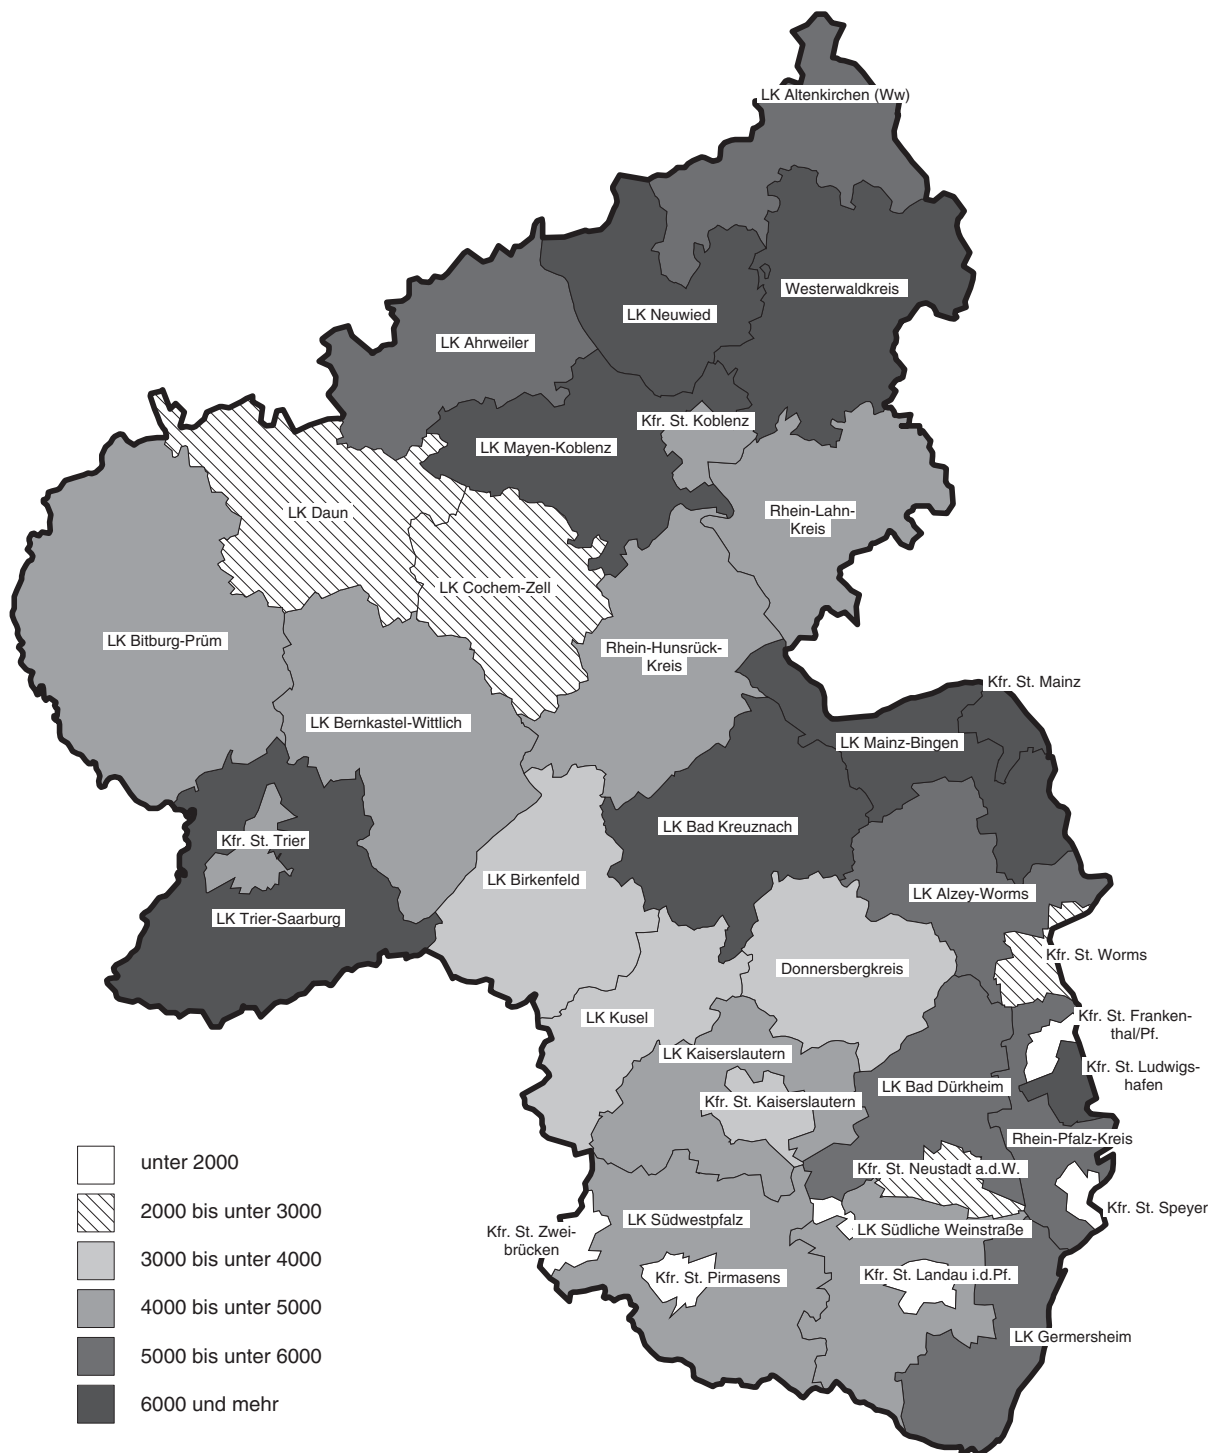 LK Altenkirchen (Ww)
Westerwaldkreis
LK Neuwied
LK Ahrweiler
Kfr. St. Koblenz
LK Mayen-Koblenz
LK Daun
Rhein-Lahn-
Kreis
LK Cochem-Zell
LK Bitburg-Prüm
Rhein-Hunsrück-
Kreis
Kfr. St. Mainz
LK Bernkastel-Wittlich
LK Mainz-Bingen
LK Bad Kreuznach
Kfr. St. Trier
LK Birkenfeld
LK Alzey-Worms
LK Trier-Saarburg
Kfr. St. Worms
Donnersbergkreis
LK Kusel
Kfr. St. Franken-
thal/Pf.
LK Kaiserslautern
Kfr. St. Ludwigs-
hafen
LK Bad Dürkheim
Kfr. St. Kaiserslautern
Rhein-Pfalz-Kreis
Kfr. St. Neustadt a.d.W.
Kfr. St. Speyer
LK Südwestpfalz
LK Südliche Weinstraße
Kfr. St. Zwei-
brücken
Kfr. St. Pirmasens
Kfr. St. Landau i.d.Pf.
LK Germersheim
unter 2000
2000 bis unter 3000
3000 bis unter 4000
4000 bis unter 5000
5000 bis unter 6000
6000 und mehr